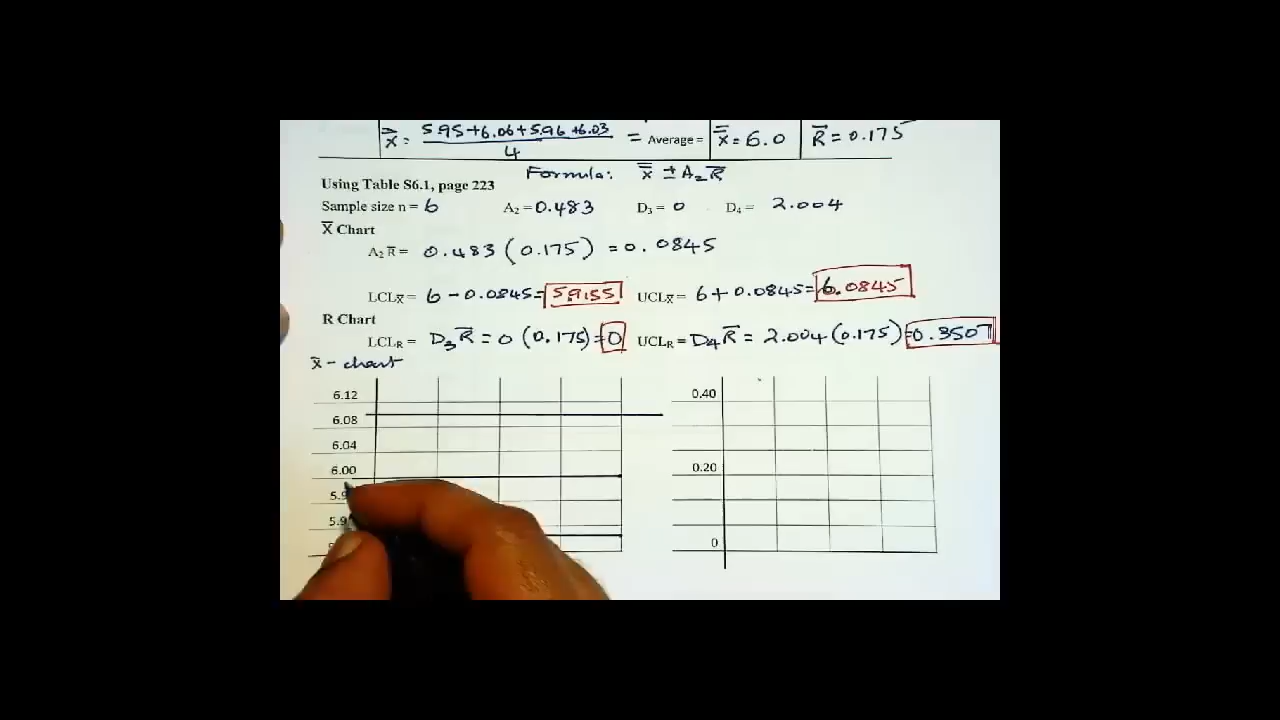 x̿ = 5.95+6.06+5.96+6.03 / 4 = Average = x̿ = 6.0 R̄ = 0.175
Formula: x̿ ± A₂R̄
Using Table S6.1, page 223
Sample size n = 6 A₂ = 0.483 D₃ = 0 D₄ = 2.004
X̄ Chart
A₂R̄ = 0.483 (0.175) = 0.0845
LCLx̄ = 6 - 0.0845 = 5.9155 UCLx̄ = 6 + 0.0845 = 6.0845
R Chart
LCLR = D₃R̄ = 0 (0.175) = 0 UCLR = D₄R̄ = 2.004 (0.175) = 0.3507
x̄ - chart
6.12 0.40
6.08
6.04
6.00 0.20
0